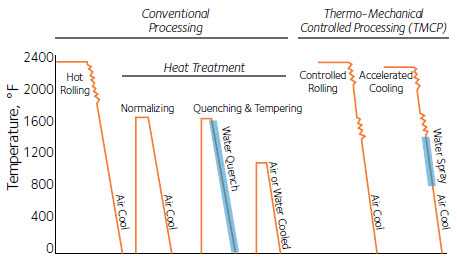 Conventional
Processing
Thermo-Mechanical
Controlled Processing (TMCP)
Heat Treatment
Temperature, °F
2400
2000
1600
1200
800
400
0
Hot
Rolling
Air Cool
Normalizing
Air Cool
Quenching & Tempering
Water Quench
Air or Water Cooled
Controlled
Rolling
Air Cool
Accelerated
Cooling
Water Spray
Air Cool